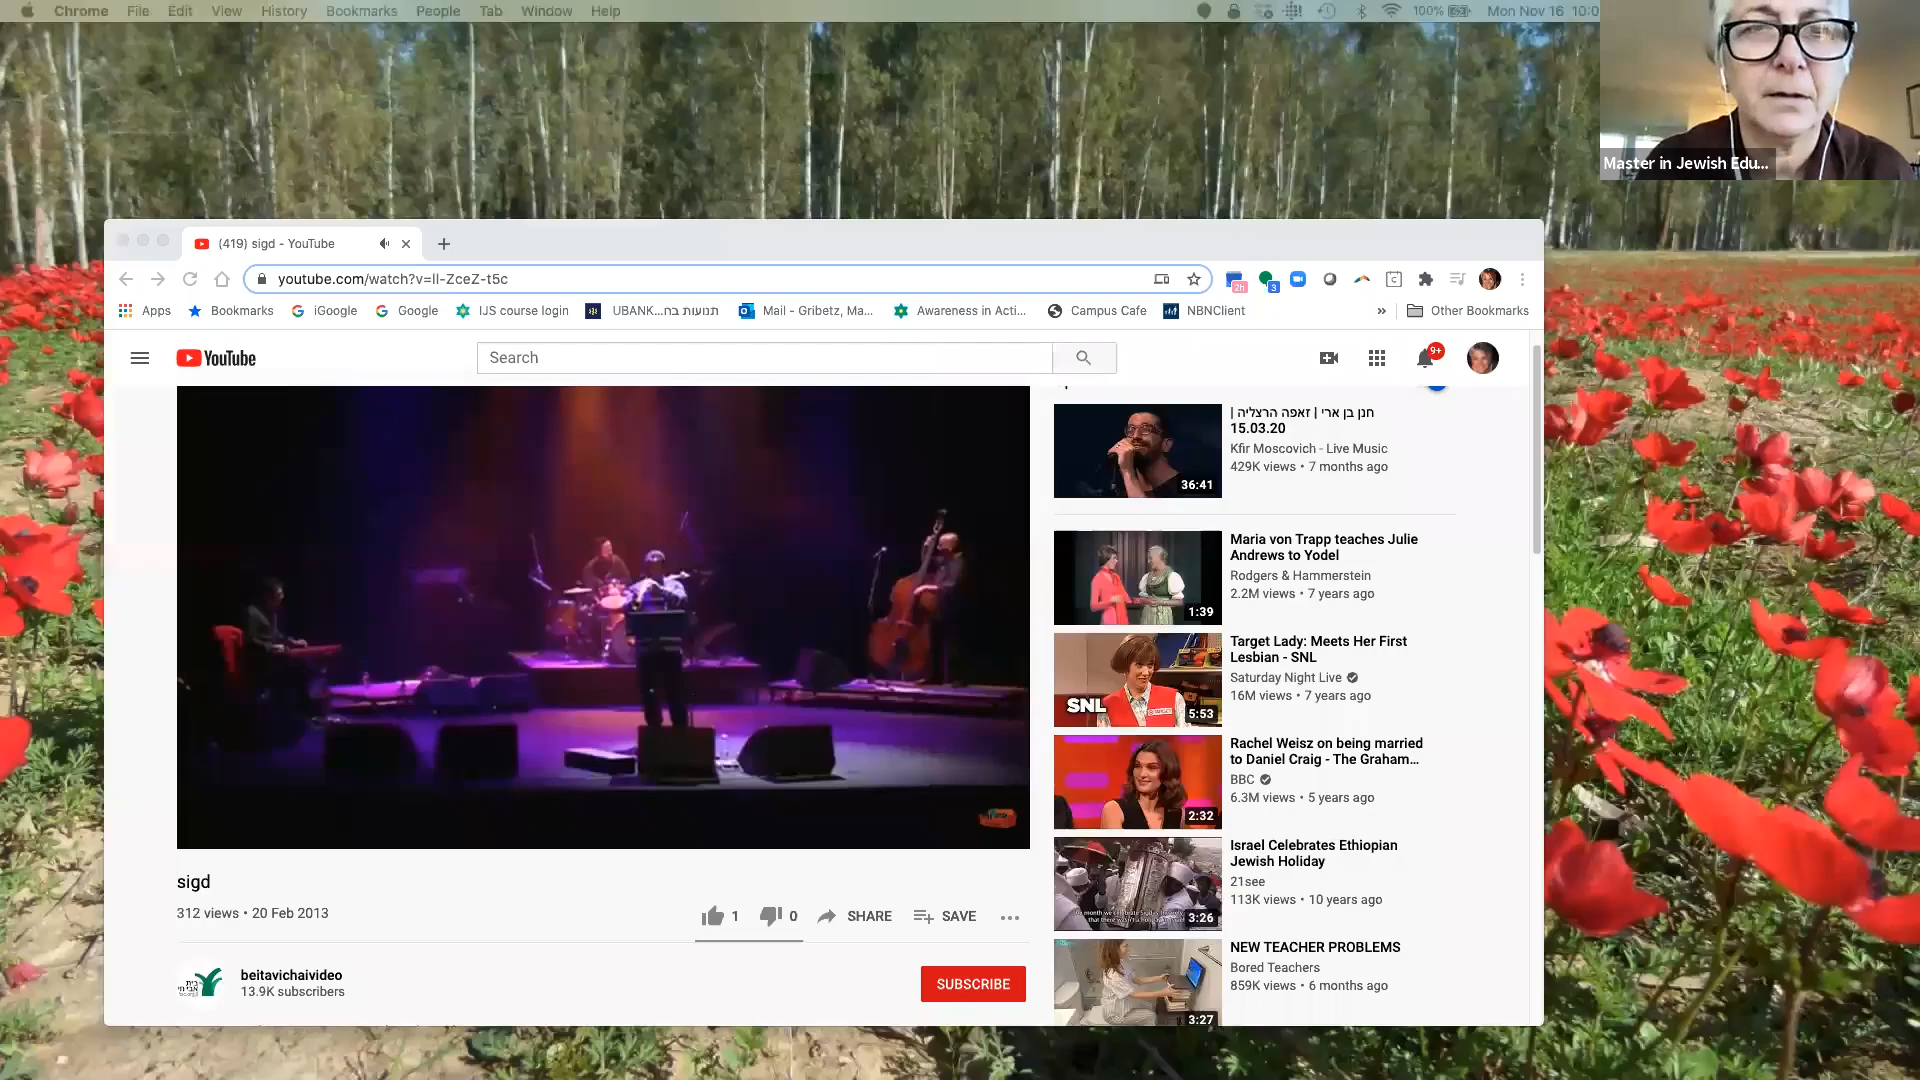 Chrome File Edit View History Bookmarks People Tab Window Help
100% Mon Nov 16 10:0
Master in Jewish Edu...
(419) sigd - YouTube
youtube.com/watch?v=lI-ZceZ-t5c
2h 3
Apps Bookmarks iGoogle Google IJS course login UBANK...תנועות בח Mail - Gribetz, Ma... Awareness in Acti... Campus Cafe NBNClient » Other Bookmarks
YouTube
Search
9+
חנן בן ארי | זאפה הרצליה |
15.03.20
Kfir Moscovich - Live Music
429K views • 7 months ago
36:41
Maria von Trapp teaches Julie
Andrews to Yodel
Rodgers & Hammerstein
2.2M views • 7 years ago
1:39
Target Lady: Meets Her First
Lesbian - SNL
Saturday Night Live
16M views • 7 years ago
SNL
5:53
Rachel Weisz on being married
to Daniel Craig - The Graham...
BBC
6.3M views • 5 years ago
2:32
Israel Celebrates Ethiopian
Jewish Holiday
21see
113K views • 10 years ago
3:26
NEW TEACHER PROBLEMS
Bored Teachers
859K views • 6 months ago
3:27
sigd
312 views • 20 Feb 2013
1 0 SHARE SAVE
בית
אבי חי
beitavichaivideo
13.9K subscribers
SUBSCRIBE